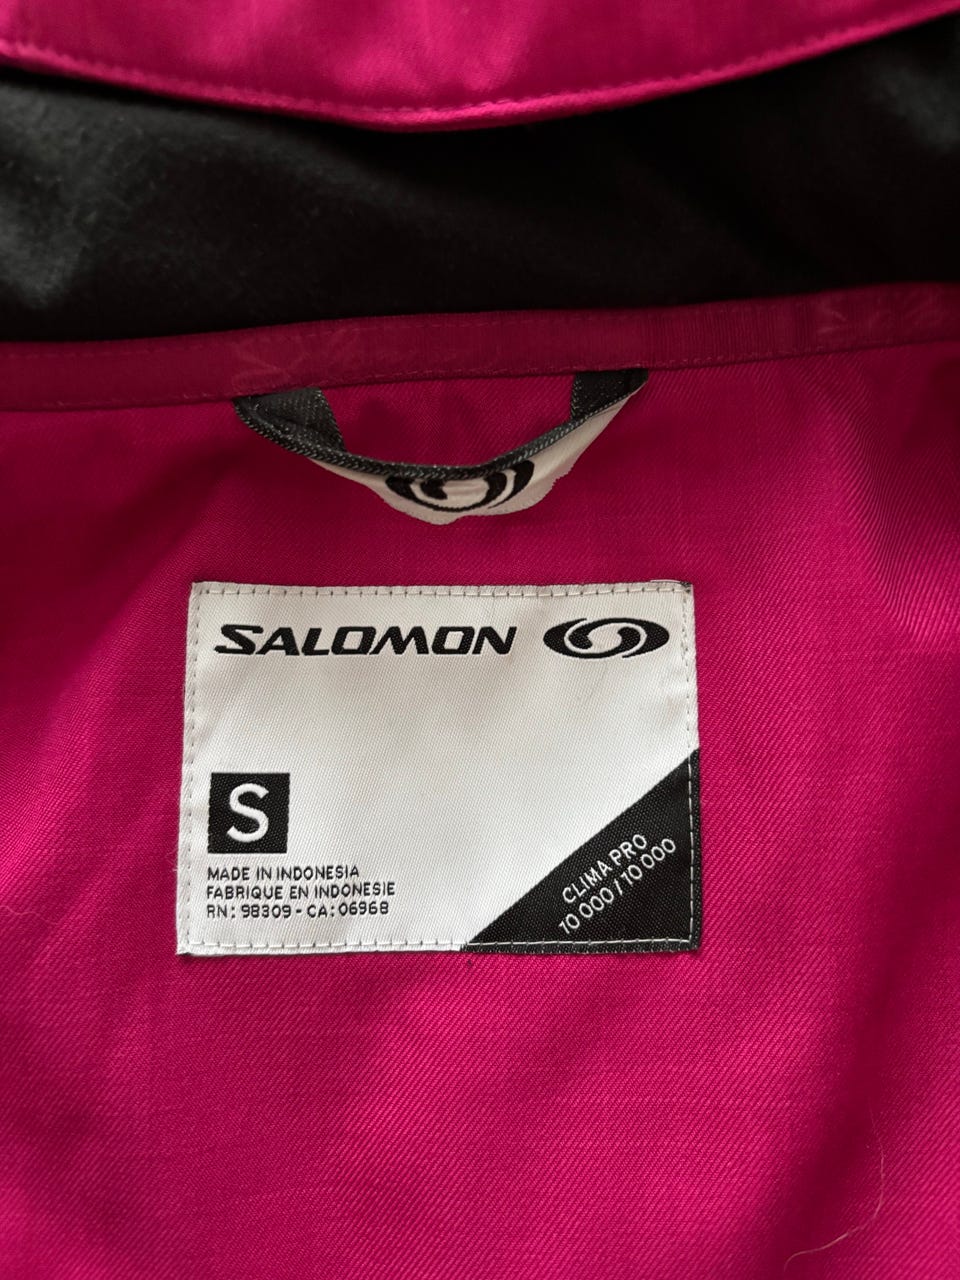 SALOMON
S
MADE IN INDONESIA
FABRIQUE EN INDONESIE
RN: 98309 - CA: 06968
CLIMA PRO
10 000 / 10 000